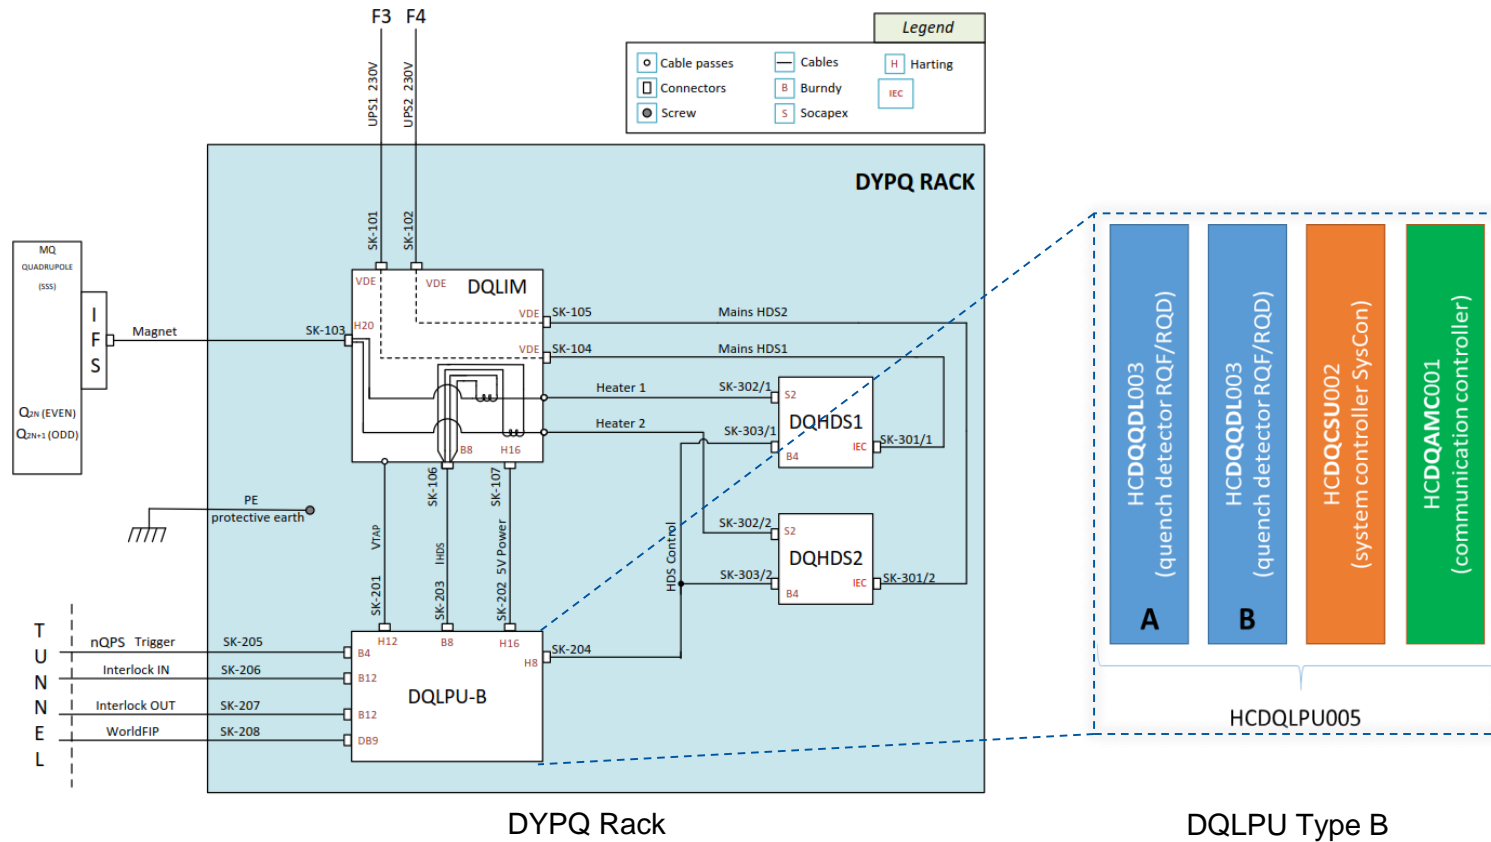 F3 F4
UPS1 230V
UPS2 230V
Legend
Cable passes
Cables
H Harting
Connectors
B Burndy
IEC
Screw
S Socapex
DYPQ RACK
SK-101
SK-102
MQ
QUADRUPOLE
(SSS)
I
F
S
Q2N (EVEN)
Q2N+1 (ODD)
Magnet
SK-103
VDE
VDE
DQLIM
H20
VDE
SK-105
Mains HDS2
VDE
SK-104
Mains HDS1
Heater 1
SK-302/1
S2
DQHDS1
Heater 2
SK-303/1
IEC
SK-301/1
B4
B8
H16
SK-106
SK-107
PE
protective earth
VTAP
IHDS
5V Power
HDS Control
SK-302/2
S2
DQHDS2
SK-303/2
IEC
SK-301/2
B4
SK-201
SK-203
SK-202
T
U
N
N
E
L
nQPS Trigger
SK-205
Interlock IN
SK-206
Interlock OUT
SK-207
WorldFIP
SK-208
H12
B8
H16
B4
H8
SK-204
B12
DQLPU-B
B12
DB9
HCDQQDL003
(quench detector RQF/RQD)
A
HCDQQDL003
(quench detector RQF/RQD)
B
HCDQCSU002
(system controller SysCon)
HCDQAMC001
(communication controller)
HCDQLPU005
DYPQ Rack
DQLPU Type B